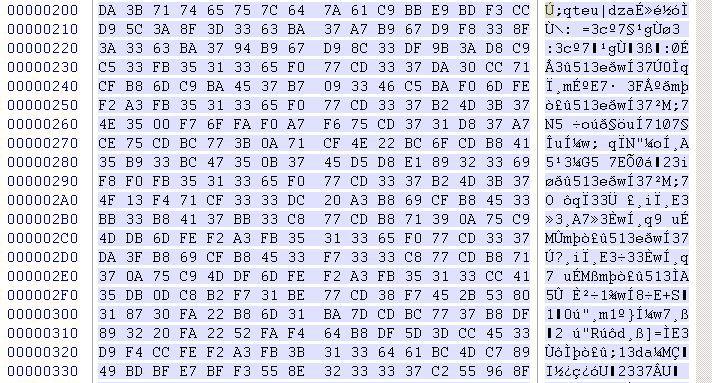 00000200 DA 3B 71 74 65 75 7C 64 7A 61 C9 BB E9 BD F3 CC Ú;qteu|dzaÉ»é½óÌ
00000210 D9 5C 3A 8F 3D 33 63 BA 37 A7 B9 67 D9 F8 33 8F Ù\: =3cº7§¹gÙø3
00000220 3A 33 63 BA 37 94 B9 67 D9 8C 33 DF 9B 3A D8 C9 :3cº7▌¹gÙ▌3ß▌:ØÉ
00000230 C5 33 FB 35 31 33 65 F0 77 CD 33 37 DA 30 CC 71 Å3û513eðwÍ37Ú0Ìq
00000240 CF B8 6D C9 BA 45 37 B7 09 33 46 C5 BA F0 6D FE Ï¸mÉºE7· 3FÅºðmþ
00000250 F2 A3 FB 35 31 33 65 F0 77 CD 33 37 B2 4D 3B 37 ò£û513eðwÍ37²M;7
00000260 4E 35 00 F7 6F FA F0 A7 F6 75 CD 37 31 D8 37 A7 N5 ÷oúð§öuÍ71Ø7§
00000270 CE 75 CD BC 77 3B 0A 71 CF 4E 22 BC 6F CD B8 41 ÎuÍ¼w; qÏN"¼oÍ¸A
00000280 35 B9 33 BC 47 35 0B 37 45 D5 D8 E1 89 32 33 69 5¹3¼G5 7EÕØá▌23i
00000290 F8 F0 FB 35 31 33 65 F0 77 CD 33 37 B2 4D 3B 37 øðû513eðwÍ37²M;7
000002A0 4F 13 F4 71 CF 33 33 DC 20 A3 B8 69 CF B8 45 33 O ôqÏ33Ü £¸iÏ¸E3
000002B0 BB 33 B8 41 37 BB 33 C8 77 CD B8 71 39 0A 75 C9 »3¸A7»3ÈwÍ¸q9 uÉ
000002C0 4D DB 6D FE F2 A3 FB 35 31 33 65 F0 77 CD 33 37 MÛmþò£û513eðwÍ37
000002D0 DA 3F B8 69 CF B8 45 33 F7 33 33 C8 77 CD B8 71 Ú?¸iÏ¸E3÷33ÈwÍ¸q
000002E0 37 0A 75 C9 4D DF 6D FE F2 A3 FB 35 31 33 CC 41 7 uÉMßmþò£û513ÌA
000002F0 35 DB 0D C8 B2 F7 31 BE 77 CD 38 F7 45 2B 53 80 5Û È²÷1¾wÍ8÷E+S▌
00000300 31 87 30 FA 22 B8 6D 31 BA 7D CD BC 77 37 B8 DF 1▌0ú"¸m1º}Í¼w7¸ß
00000310 89 32 20 FA 22 52 FA F4 64 B8 DF 5D 3D CC 45 33 ▌2 ú"Rúôd¸ß]=ÌE3
00000320 D9 F4 CC FE F2 A3 FB 3B 31 33 64 61 BC 4D C7 89 ÙôÌþò£û;13da¼MÇ▌
00000330 49 BD BF E7 BF F3 55 8E 32 33 33 37 C2 55 96 8F I½¿ç¿óU▌2337ÂU▌